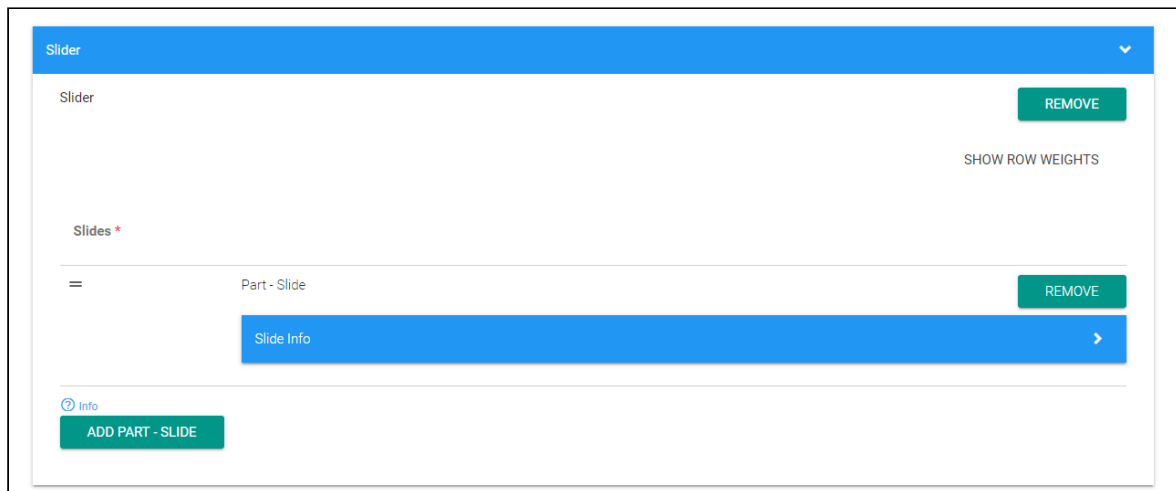 Slider
Slider
REMOVE
SHOW ROW WEIGHTS
Slides *
Part - Slide
REMOVE
Slide Info
? Info
ADD PART - SLIDE